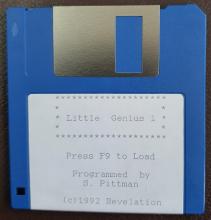 * * * * * * * * * * *
* Little Genius 1 *
* * * * * * * * * * *
Press F9 to Load
Programmed by
S. Pittman
(c)1992 Revelation